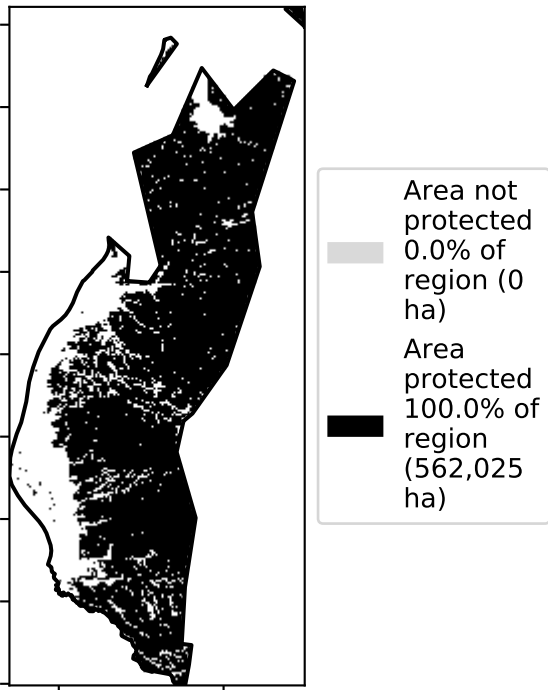 Area not
protected
0.0% of
region (0
ha)
Area
protected
100.0% of
region
(562,025
ha)